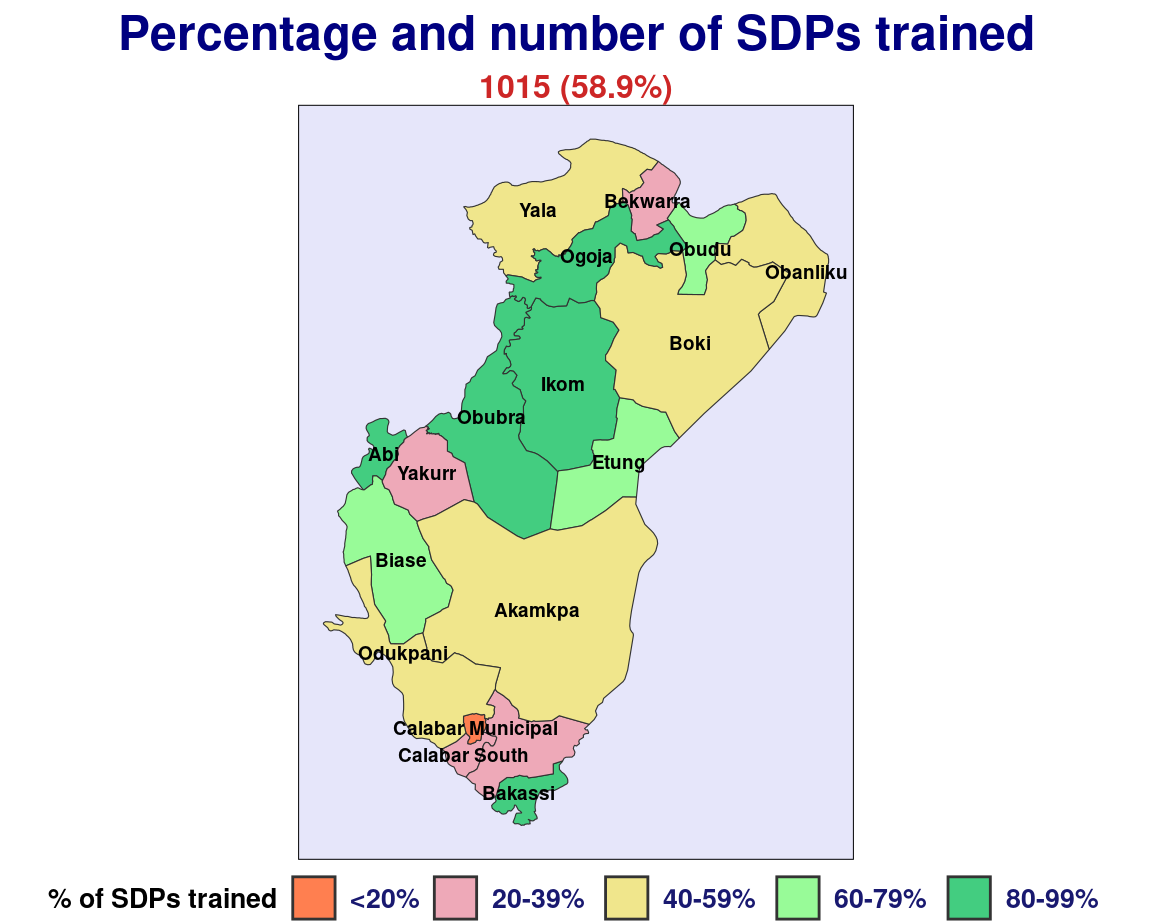 Percentage and number of SDPs trained
1015 (58.9%)
Yala
Bekwarra
Ogoja
Obudu
Obanliku
Boki
Ikom
Obubra
Abi
Yakurr
Etung
Biase
Akamkpa
Odukpani
Calabar Municipal
Calabar South
Bakassi
% of SDPs trained <20% 20-39% 40-59% 60-79% 80-99%